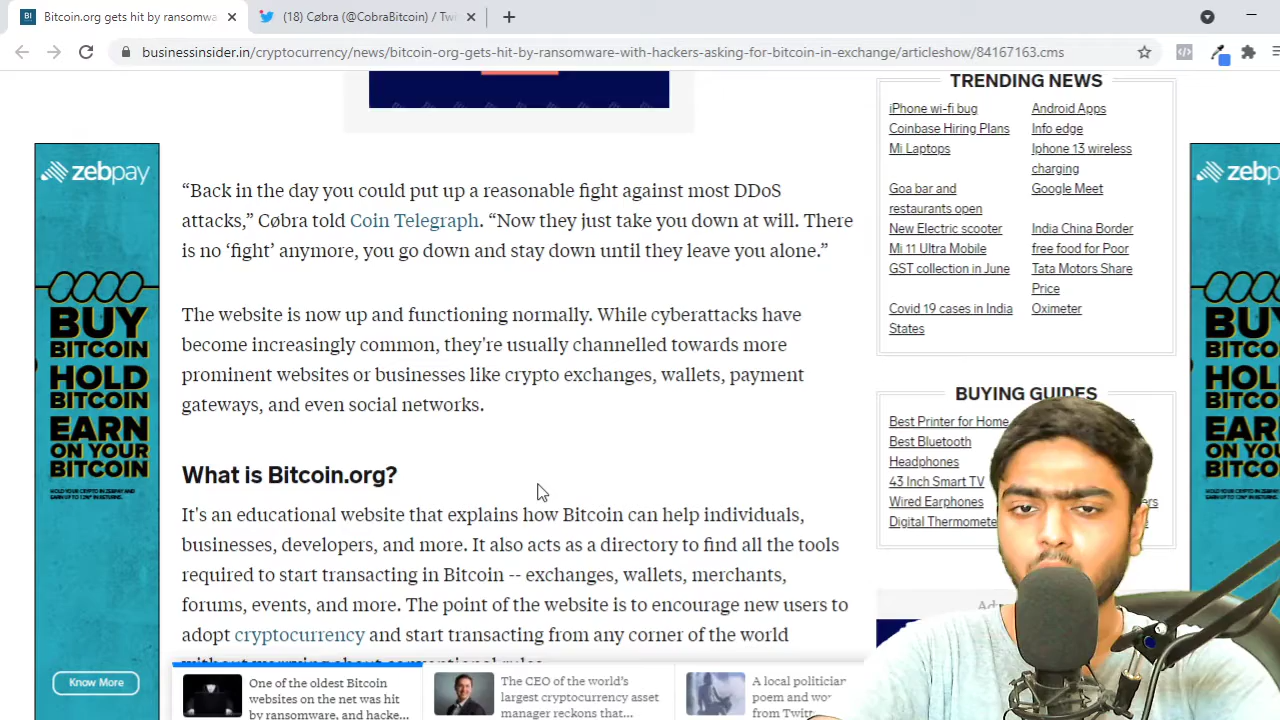 Bitcoin.org gets hit by ransomwa
(18) Cøbra (@CobraBitcoin) / Twi
businessinsider.in/cryptocurrency/news/bitcoin-org-gets-hit-by-ransomware-with-hackers-asking-for-bitcoin-in-exchange/articleshow/84167163.cms
zebpay
BUY
BITCOIN
HOLD
BITCOIN
EARN
ON YOUR
BITCOIN
Know More
“Back in the day you could put up a reasonable fight against most DDoS
attacks,” Cøbra told Coin Telegraph. “Now they just take you down at will. There
is no ‘fight’ anymore, you go down and stay down until they leave you alone.”
The website is now up and functioning normally. While cyberattacks have
become increasingly common, they're usually channelled towards more
prominent websites or businesses like crypto exchanges, wallets, payment
gateways, and even social networks.
What is Bitcoin.org?
It's an educational website that explains how Bitcoin can help individuals,
businesses, developers, and more. It also acts as a directory to find all the tools
required to start transacting in Bitcoin -- exchanges, wallets, merchants,
forums, events, and more. The point of the website is to encourage new users to
adopt cryptocurrency and start transacting from any corner of the world
One of the oldest Bitcoin
websites on the net was hit
by ransomware, and hacke...
The CEO of the world's
largest cryptocurrency asset
manager reckons that...
A local politician
poem and wo
from Twitt
TRENDING NEWS
iPhone wi-fi bug
Coinbase Hiring Plans
Mi Laptops
Goa bar and
restaurants open
New Electric scooter
Mi 11 Ultra Mobile
GST collection in June
Covid 19 cases in India
States
Android Apps
Info edge
Iphone 13 wireless
charging
Google Meet
India China Border
free food for Poor
Tata Motors Share
Price
Oximeter
BUYING GUIDES
Best Printer for Home
Best Bluetooth
Headphones
43 Inch Smart TV
Wired Earphones
Digital Thermomete
Ad
zebp
BUY
BITC
HOL
BITC
EAR
ON Y
BITC